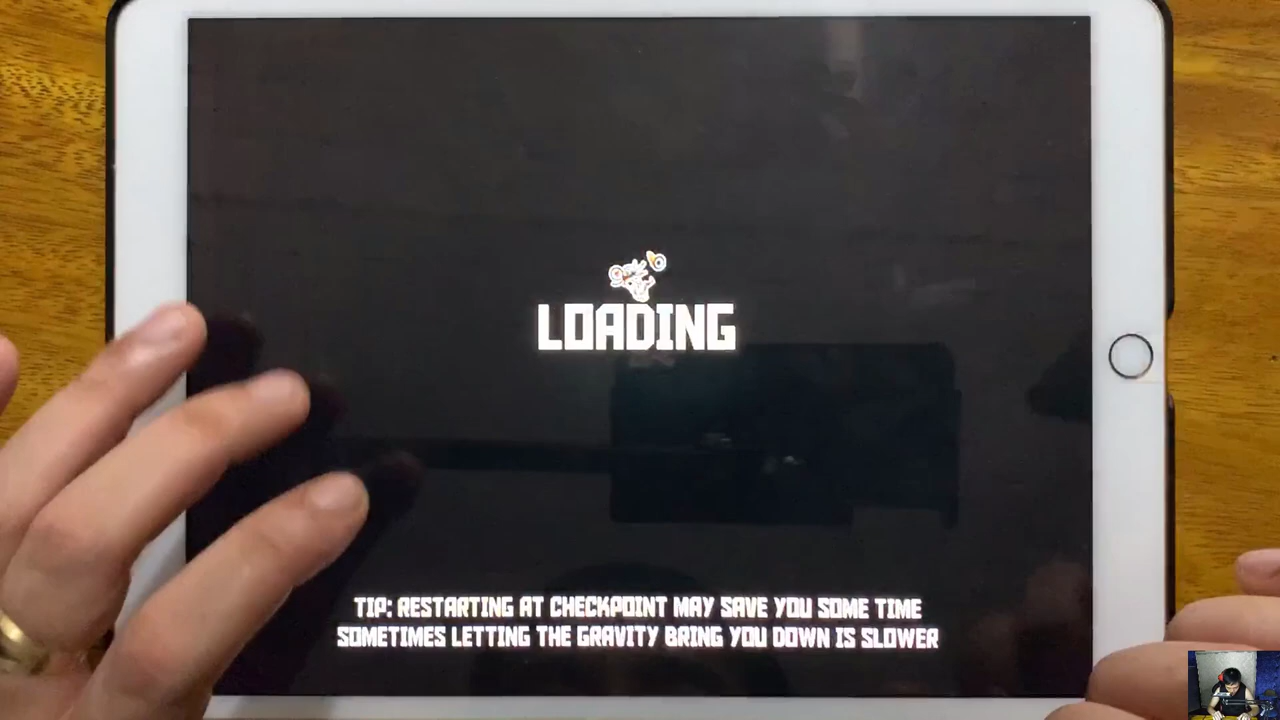 LOADING
TIP: RESTARTING AT CHECKPOINT MAY SAVE YOU SOME TIME
SOMETIMES LETTING THE GRAVITY BRING YOU DOWN IS SLOWER